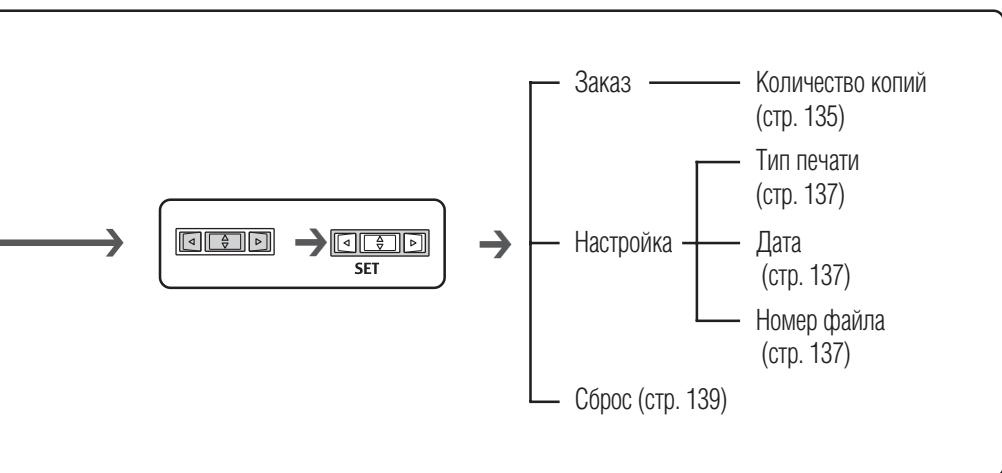 SET
Заказ
Количество копий
(стр. 135)
Настройка
Тип печати
(стр. 137)
Дата
(стр. 137)
Номер файла
(стр. 137)
Сброс (стр. 139)